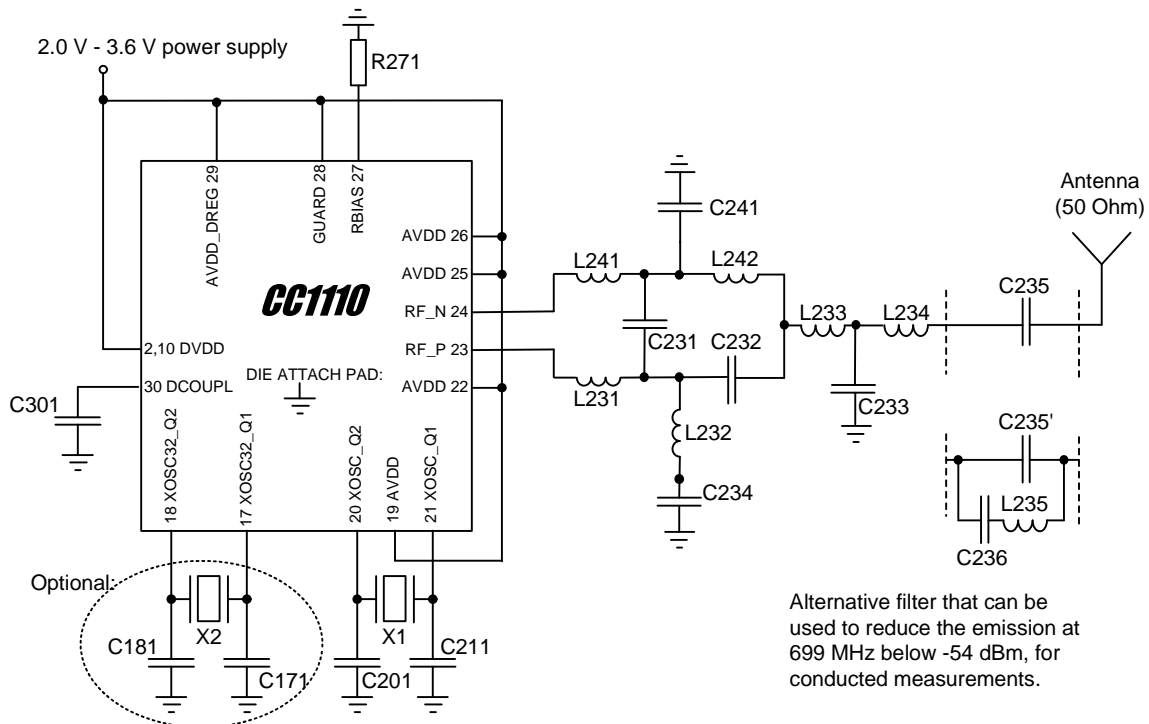 2.0 V - 3.6 V power supply
R271
AVDD_DREG 29
GUARD 28
RBIAS 27
Antenna
(50 Ohm)
C241
AVDD 26
L241
L242
AVDD 25
C235
CC1110
RF_N 24
L233
L234
C231
C232
2,10 DVDD
RF_P 23
30 DCOUPL
DIE ATTACH PAD:
AVDD 22
L231
C301
C233
L232
C235'
18 XOSC32_Q2
17 XOSC32_Q1
20 XOSC_Q2
19 AVDD
21 XOSC_Q1
C234
L235
C236
Optional:
X2
X1
C181
C171
C201
C211
Alternative filter that can be
used to reduce the emission at
699 MHz below -54 dBm, for
conducted measurements.